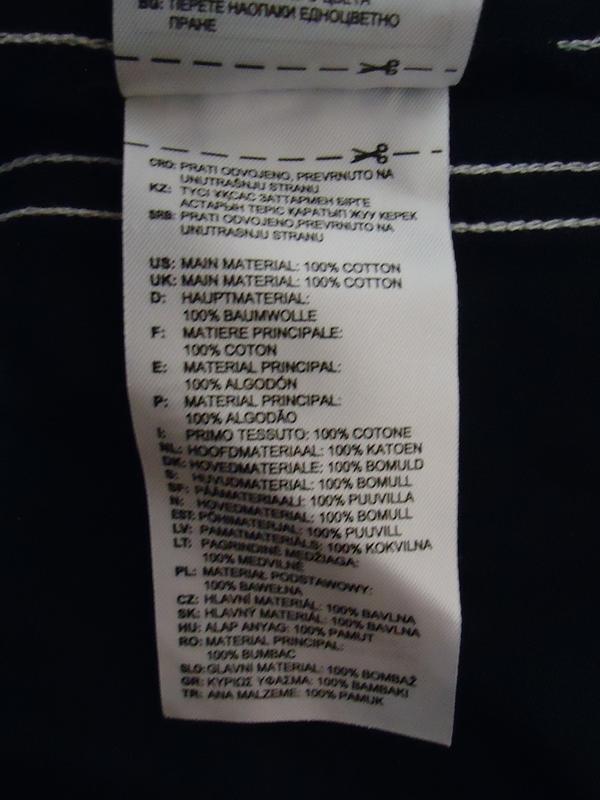 BG: ПЕРЕТЕ НАОПАКИ ЕДНОЦВЕТНО
ПРАНЕ
CRO: PRATI ODVOJENO, PREVRNUTO NA
UNUTRAŠNJU STRANU
KZ: ТҮСІ ҰҚСАС ЗАТТАРМЕН БІРГЕ
АСТАРЫН ТЕРІС ҚАРАТЫП ЖУУ КЕРЕК
SRB: PRATI ODVOJENO,PREVRNUTO NA
UNUTRASNJU STRANU
US: MAIN MATERIAL: 100% COTTON
UK: MAIN MATERIAL: 100% COTTON
D: HAUPTMATERIAL:
100% BAUMWOLLE
F: MATIERE PRINCIPALE:
100% COTON
E: MATERIAL PRINCIPAL:
100% ALGODÓN
P: MATERIAL PRINCIPAL:
100% ALGODÃO
I: PRIMO TESSUTO: 100% COTONE
NL: HOOFDMATERIAAL: 100% KATOEN
DK: HOVEDMATERIALE: 100% BOMULD
S: HUVUDMATERIAL: 100% BOMULL
SF: PÄÄMATERIAALI: 100% PUUVILLA
N: HOVEDMATERIAL: 100% BOMULL
EST: PÕHIMATERJAL: 100% PUUVILL
LV: PAMATMATERIĀLS: 100% KOKVILNA
LT: PAGRINDINĖ MEDŽIAGA:
100% MEDVILNĖ
PL: MATERIAŁ PODSTAWOWY:
100% BAWEŁNA
CZ: HLAVNÍ MATERIÁL: 100% BAVLNA
SK: HLAVNÝ MATERIÁL: 100% BAVLNA
HU: ALAP ANYAG: 100% PAMUT
RO: MATERIAL PRINCIPAL:
100% BUMBAC
SLO: GLAVNI MATERIAL: 100% BOMBAŽ
GR: ΚΥΡΙΩΣ ΥΦΑΣΜΑ: 100% ΒΑΜΒΑΚΙ
TR: ANA MALZEME: 100% PAMUK